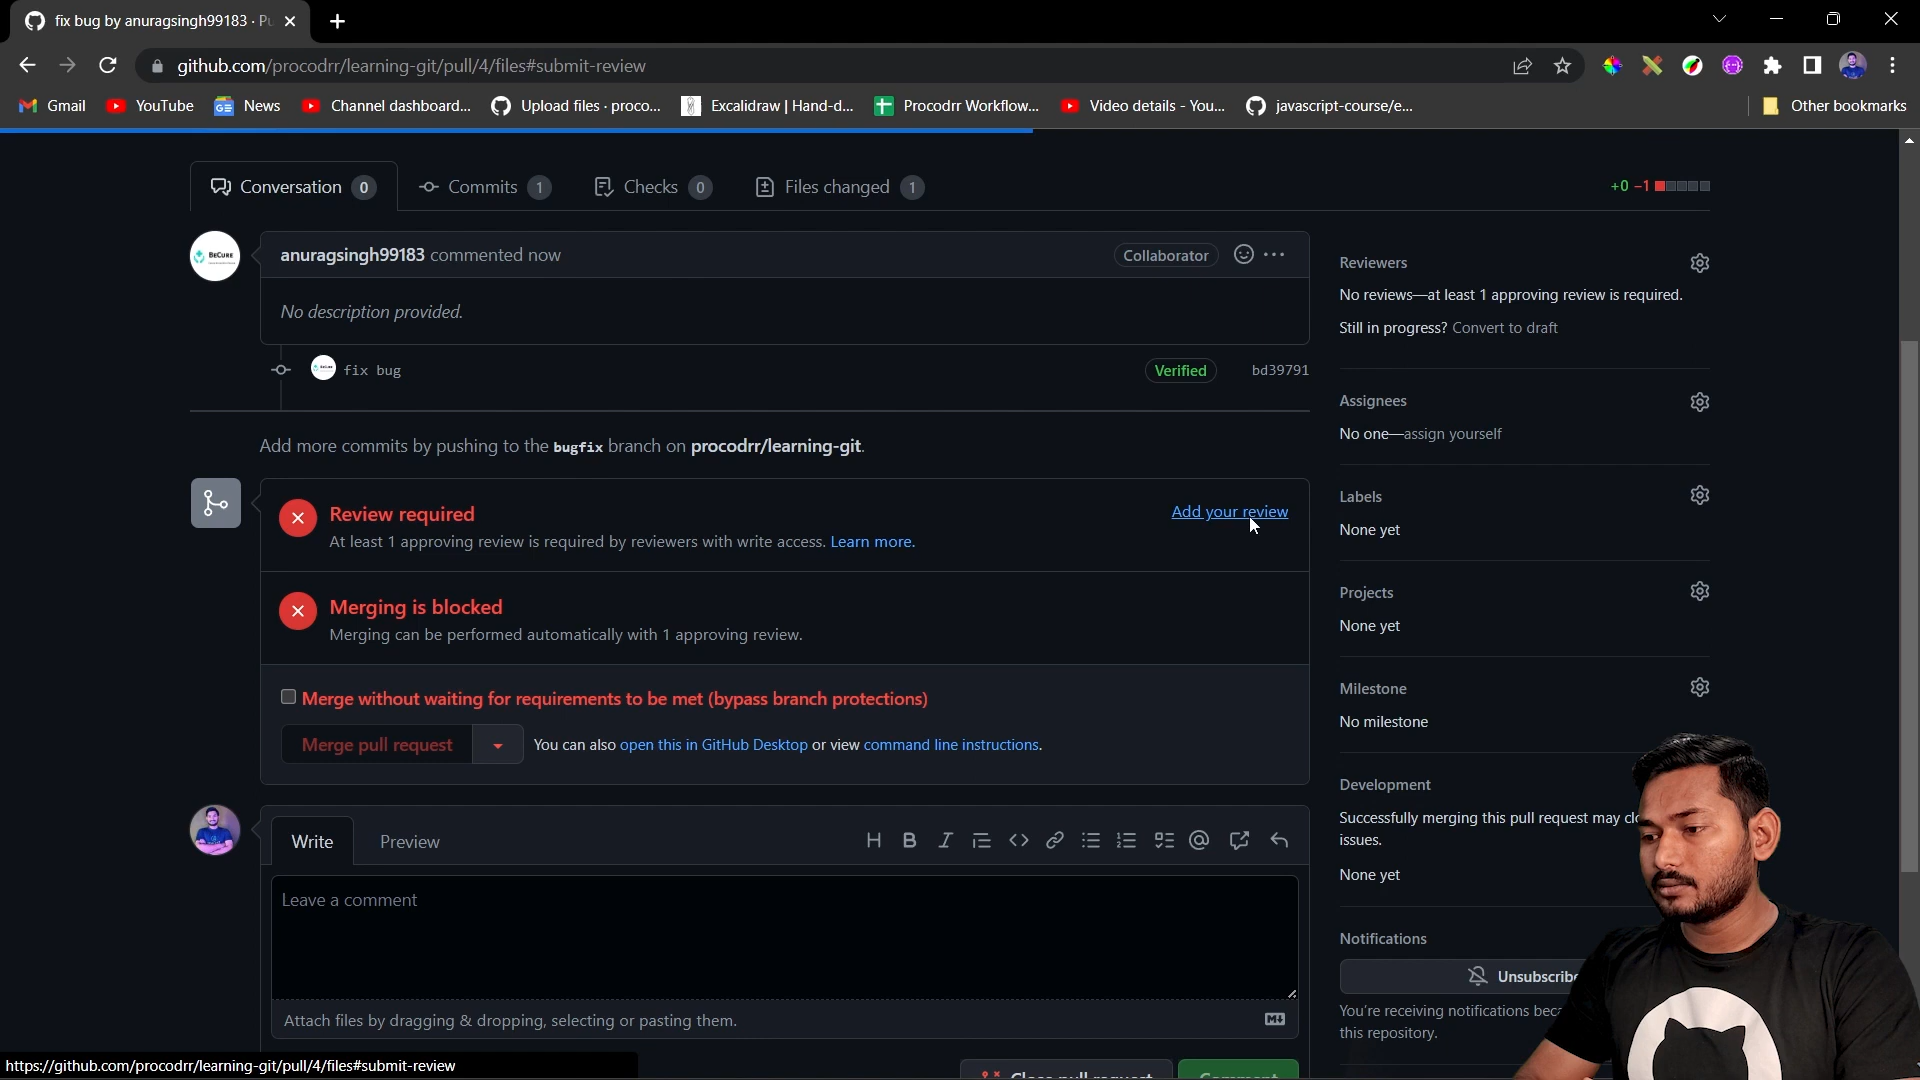 fix bug by anuragsingh99183 · Pu
github.com/procodrr/learning-git/pull/4/files#submit-review
Gmail YouTube News Channel dashboard... Upload files · proco... Excalidraw | Hand-d... Procodrr Workflow... Video details - You... javascript-course/e... Other bookmarks
Conversation 0 Commits 1 Checks 0 Files changed 1 +0 −1
BeCure
anuragsingh99183 commented now Collaborator
No description provided.
fix bug Verified bd39791
Add more commits by pushing to the bugfix branch on procodrr/learning-git.
Review required
Add your review
At least 1 approving review is required by reviewers with write access. Learn more.
Merging is blocked
Merging can be performed automatically with 1 approving review.
Merge without waiting for requirements to be met (bypass branch protections)
Merge pull request You can also open this in GitHub Desktop or view command line instructions.
Write Preview
Leave a comment
Attach files by dragging & dropping, selecting or pasting them.
Close pull request Comment
Reviewers
No reviews—at least 1 approving review is required.
Still in progress? Convert to draft
Assignees
No one—assign yourself
Labels
None yet
Projects
None yet
Milestone
No milestone
Development
Successfully merging this pull request may
issues.
None yet
Notifications
Unsubscribe
You're receiving notifications
this repository.
https://github.com/procodrr/learning-git/pull/4/files#submit-review